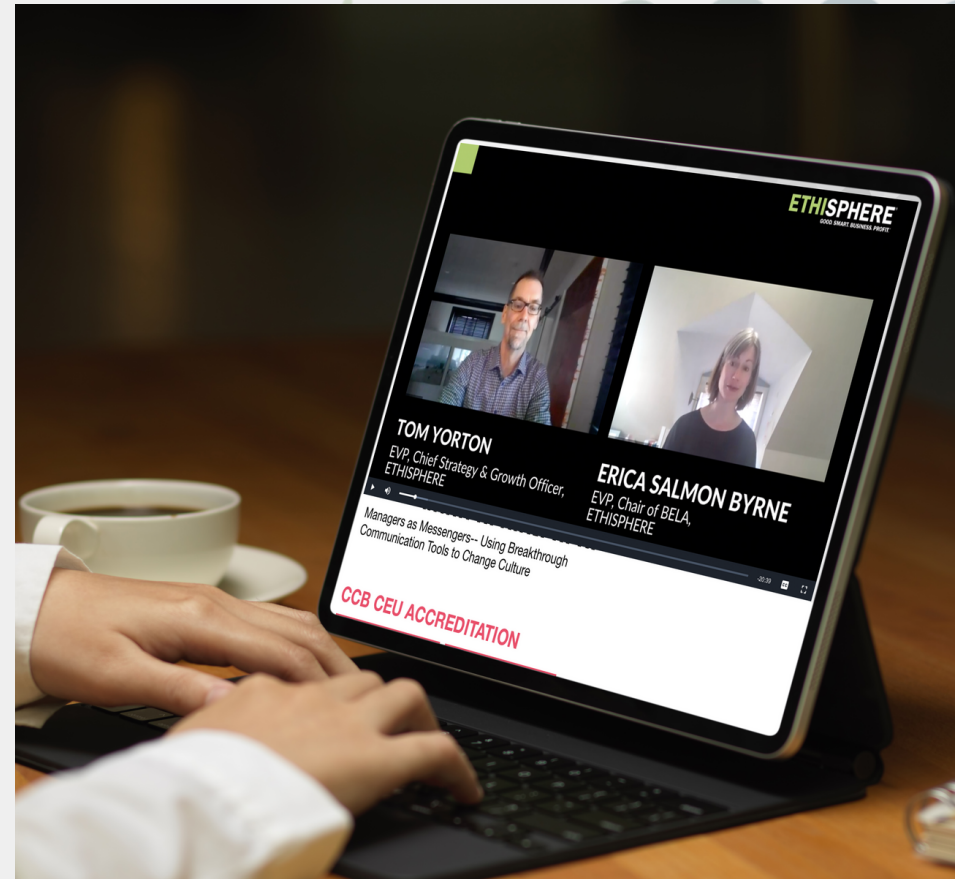 ETHISPHERE
GOOD. SMART. BUSINESS. PROFIT.
TOM YORTON
EVP, Chief Strategy & Growth Officer,
ETHISPHERE
ERICA SALMON BYRNE
EVP, Chair of BELA,
ETHISPHERE
-20:39
Managers as Messengers-- Using Breakthrough
Communication Tools to Change Culture
CCB CEU ACCREDITATION